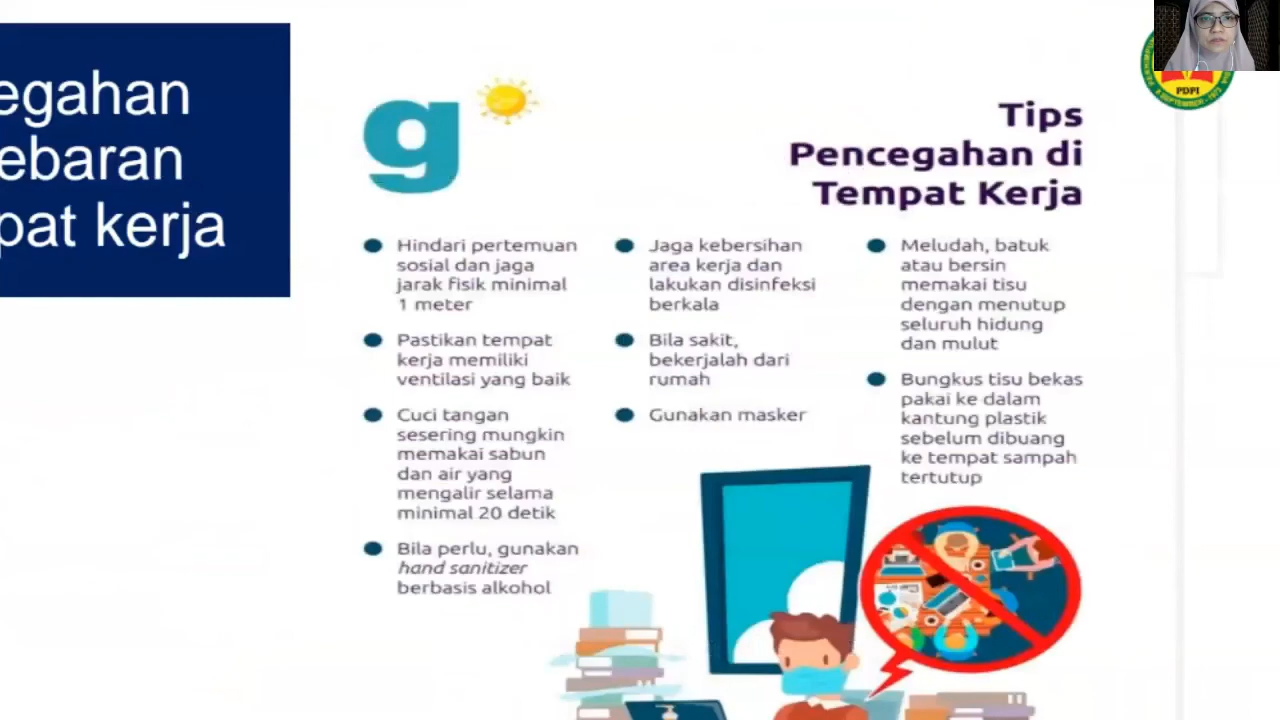 egahan
ebaran
pat kerja
g
Tips
Pencegahan di
Tempat Kerja
Hindari pertemuan
sosial dan jaga
jarak fisik minimal
1 meter
Pastikan tempat
kerja memiliki
ventilasi yang baik
Cuci tangan
sesering mungkin
memakai sabun
dan air yang
mengalir selama
minimal 20 detik
Bila perlu, gunakan
hand sanitizer
berbasis alkohol
Jaga kebersihan
area kerja dan
lakukan disinfeksi
berkala
Bila sakit,
bekerjalah dari
rumah
Gunakan masker
Meludah, batuk
atau bersin
memakai tisu
dengan menutup
seluruh hidung
dan mulut
Bungkus tisu bekas
pakai ke dalam
kantung plastik
sebelum dibuang
ke tempat sampah
tertutup
PDPI